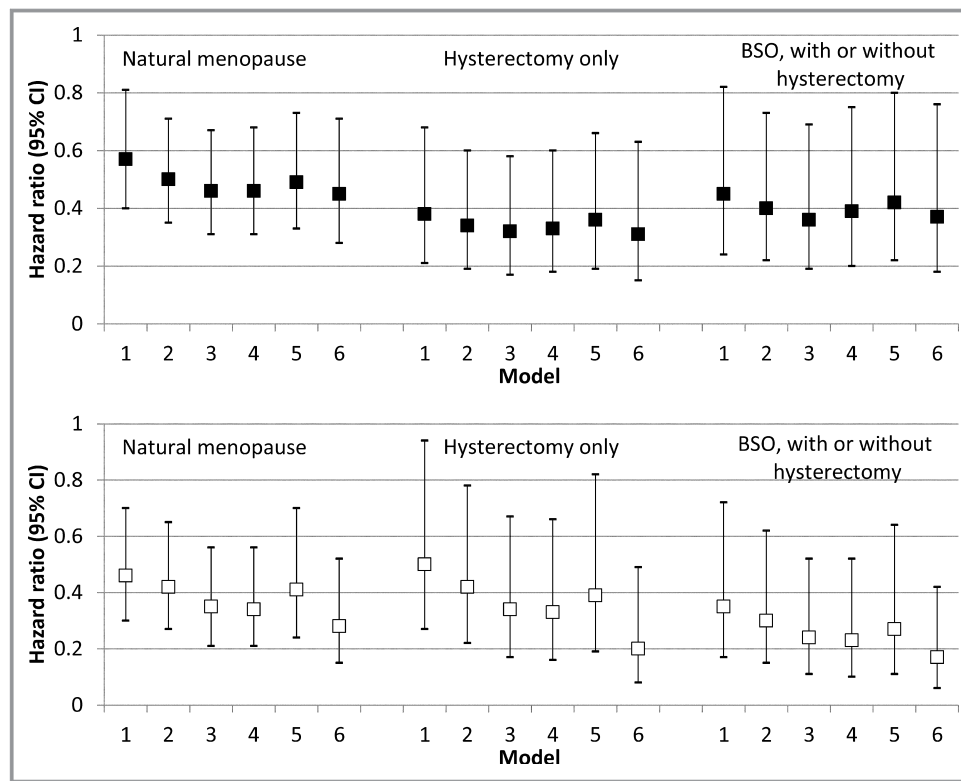 1
Natural menopause
Hysterectomy only
BSO, with or without
hysterectomy
0.8
0.6
0.4
0.2
0
Hazard ratio (95% CI)
1 2 3 4 5 6 1 2 3 4 5 6 1 2 3 4 5 6
Model
1
Natural menopause
Hysterectomy only
BSO, with or without
hysterectomy
0.8
0.6
0.4
0.2
0
Hazard ratio (95% CI)
1 2 3 4 5 6 1 2 3 4 5 6 1 2 3 4 5 6
Model